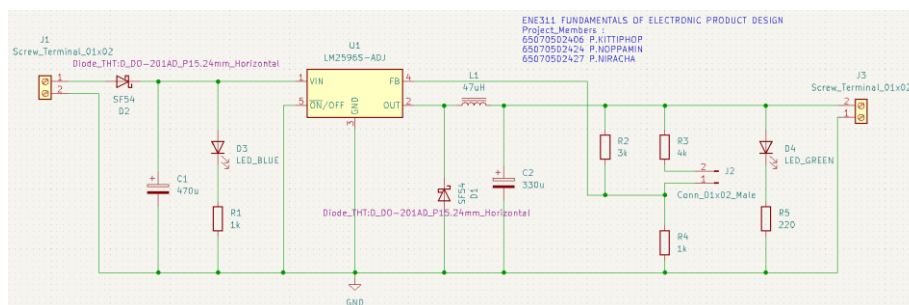 ENE311 FUNDAMENTALS OF ELECTRONIC PRODUCT DESIGN
Project_Members :
65070502406 P.KITTIPHOP
65070502424 P.NOPPAMIN
65070502427 P.NIRACHA
J1
Screw_Terminal_01x02
1
2
Diode_THT:D_DO-201AD_P15.24mm_Horizontal
SF54
D2
U1
LM2596S-ADJ
1
VIN
FB
4
5
ON/OFF
OUT
2
GND
3
L1
47uH
J3
Screw_Terminal_01x02
2
1
D3
LED_BLUE
C1
470u
R1
1k
SF54
D1
Diode_THT:D_DO-201AD_P15.24mm_Horizontal
C2
330u
R2
3k
R3
4k
2
1
J2
Conn_01x02_Male
R4
1k
D4
LED_GREEN
R5
220
GND